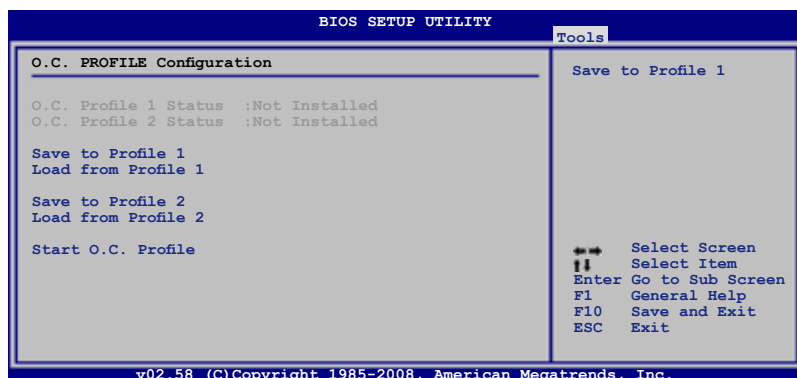 BIOS SETUP UTILITY
Tools
O.C. PROFILE Configuration
O.C. Profile 1 Status :Not Installed
O.C. Profile 2 Status :Not Installed
Save to Profile 1
Load from Profile 1
Save to Profile 2
Load from Profile 2
Start O.C. Profile
Save to Profile 1
←→ Select Screen
↑↓ Select Item
Enter Go to Sub Screen
F1 General Help
F10 Save and Exit
ESC Exit
v02.58 (C)Copyright 1985-2008, American Megatrends, Inc.